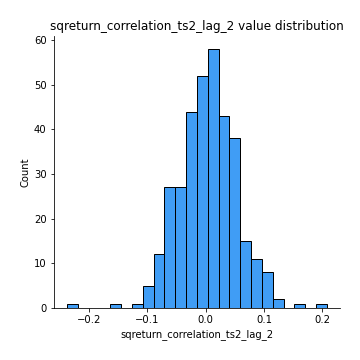 sqreturn_correlation_ts2_lag_2 value distribution
60
50
40
30
20
10
0
Count
−0.2 −0.1 0.0 0.1 0.2
sqreturn_correlation_ts2_lag_2